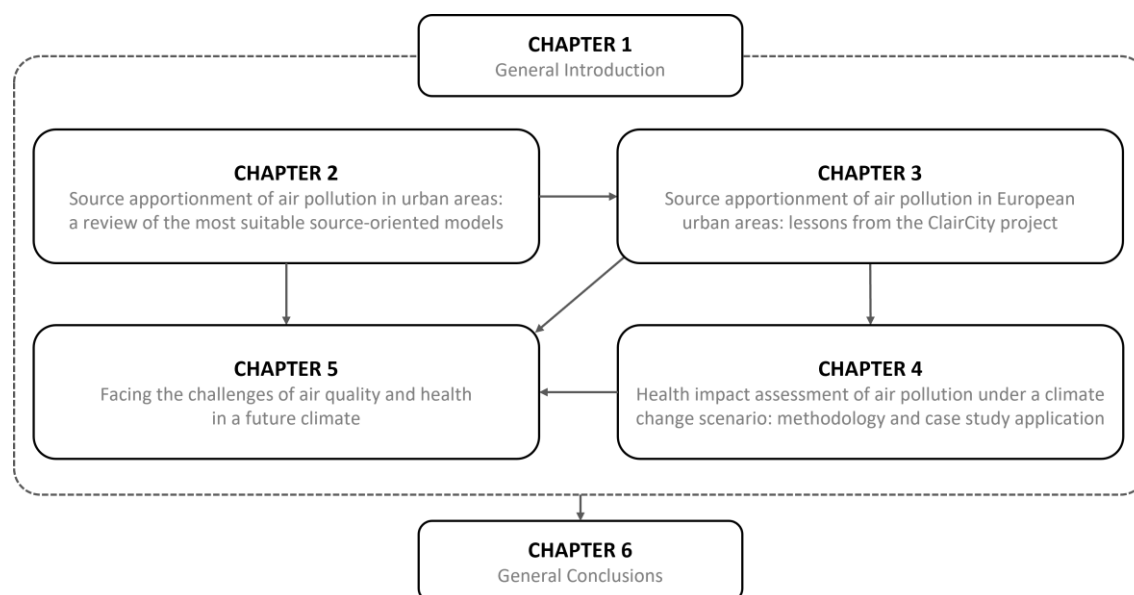 CHAPTER 1
General Introduction
CHAPTER 2
Source apportionment of air pollution in urban areas:
a review of the most suitable source-oriented models
CHAPTER 3
Source apportionment of air pollution in European
urban areas: lessons from the ClairCity project
CHAPTER 5
Facing the challenges of air quality and health
in a future climate
CHAPTER 4
Health impact assessment of air pollution under a climate
change scenario: methodology and case study application
CHAPTER 6
General Conclusions